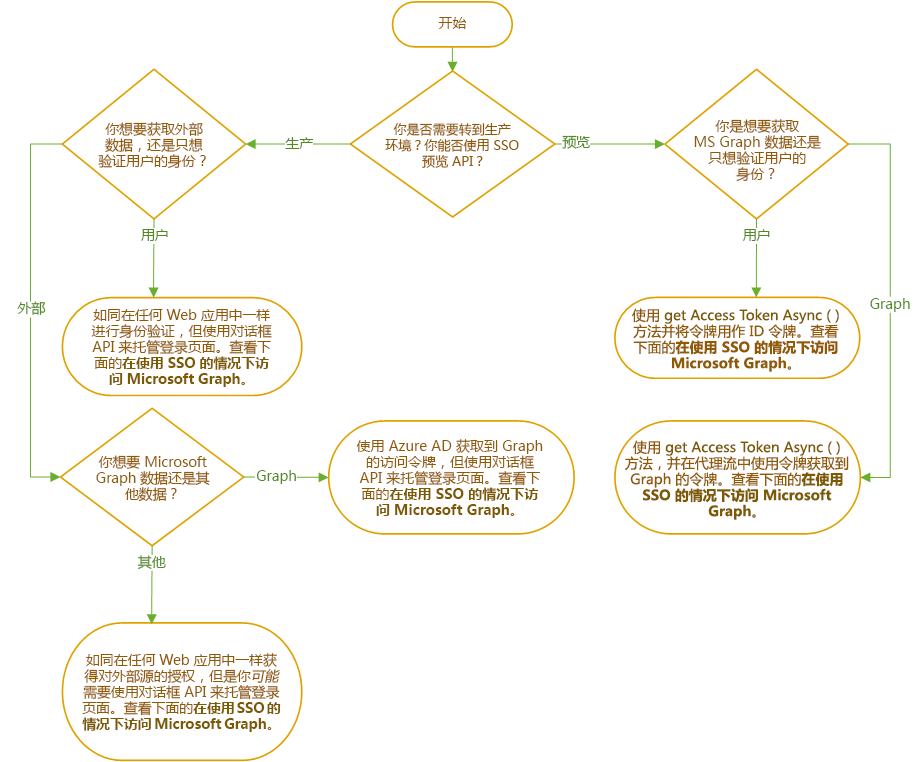 开始
你是否需要转到生产
环境？你能否使用 SSO
预览 API？
生产
预览
你想要获取外部
数据，还是只想
验证用户的身份？
你是想要获取
MS Graph 数据还是
只想验证用户的
身份？
用户
用户
外部
Graph
如同在任何 Web 应用中一样
进行身份验证，但使用对话框
API 来托管登录页面。查看下
面的在使用 SSO 的情况下访
问 Microsoft Graph。
使用 get Access Token Async ( )
方法并将令牌用作 ID 令牌。查看
下面的在使用 SSO 的情况下访问
Microsoft Graph。
你想要 Microsoft
Graph 数据还是其
他数据？
Graph
使用 Azure AD 获取到 Graph
的访问令牌，但使用对话框
API 来托管登录页面。查看下
面的在使用 SSO 的情况下访
问 Microsoft Graph。
使用 get Access Token Async ( )
方法，并在代理流中使用令牌获取到
Graph 的令牌。查看下面的在使用
SSO 的情况下访问 Microsoft
Graph。
其他
如同在任何 Web 应用中一样获
得对外部源的授权，但是你可能
需要使用对话框 API 来托管登录
页面。查看下面的在使用 SSO 的
情况下访问 Microsoft Graph。